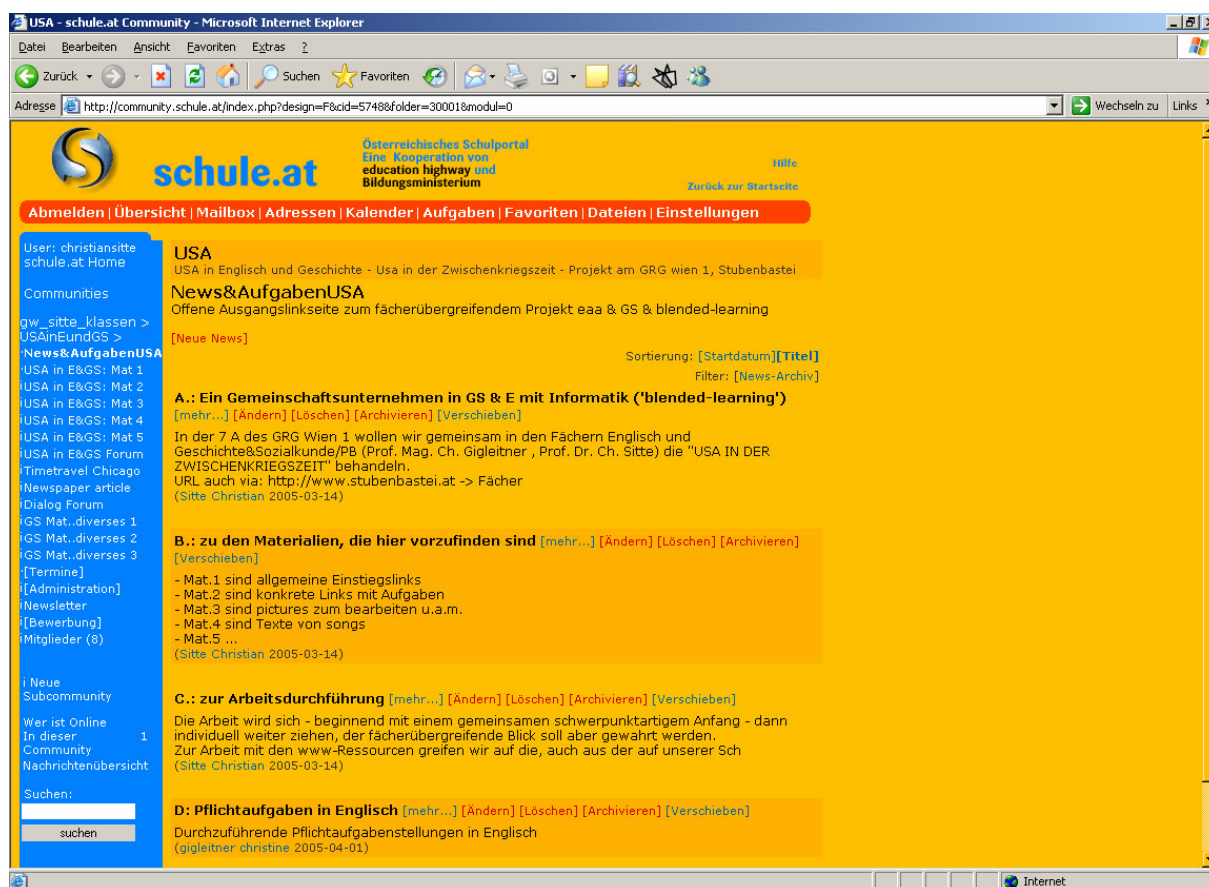 USA - schule.at Community - Microsoft Internet Explorer
Datei Bearbeiten Ansicht Favoriten Extras ?
Zurück Suchen Favoriten
Adresse http://community.schule.at/index.php?design=F&cid=5748&folder=30001&modul=0 Wechseln zu Links
schule.at
Österreichisches Schulportal
Eine Kooperation von
education highway und
Bildungsministerium
Hilfe
Zurück zur Startseite
Abmelden | Übersicht | Mailbox | Adressen | Kalender | Aufgaben | Favoriten | Dateien | Einstellungen
User: christiansitte
schule.at Home
Communities
gw_sitte_klassen >
USAinEundGS >
·News&AufgabenUSA
·USA in E&GS: Mat 1
iUSA in E&GS: Mat 2
iUSA in E&GS: Mat 3
iUSA in E&GS: Mat 4
iUSA in E&GS: Mat 5
iUSA in E&GS Forum
iTimetravel Chicago
iNewspaper article
iDialog Forum
iGS Mat..diverses 1
iGS Mat..diverses 2
iGS Mat..diverses 3
·[Termine]
i[Administration]
iNewsletter
i[Bewerbung]
iMitglieder (8)
i Neue
Subcommunity
Wer ist Online
In dieser 1
Community
Nachrichtenübersicht
Suchen:
suchen
USA
USA in Englisch und Geschichte - Usa in der Zwischenkriegszeit - Projekt am GRG wien 1, Stubenbastei
News&AufgabenUSA
Offene Ausgangslinkseite zum fächerübergreifendem Projekt eaa & GS & blended-learning
[Neue News]
Sortierung: [Startdatum][Titel]
Filter: [News-Archiv]
A.: Ein Gemeinschaftsunternehmen in GS & E mit Informatik ('blended-learning')
[mehr...] [Ändern] [Löschen] [Archivieren] [Verschieben]
In der 7 A des GRG Wien 1 wollen wir gemeinsam in den Fächern Englisch und
Geschichte&Sozialkunde/PB (Prof. Mag. Ch. Gigleitner , Prof. Dr. Ch. Sitte) die "USA IN DER
ZWISCHENKRIEGSZEIT" behandeln.
URL auch via: http://www.stubenbastei.at -> Fächer
(Sitte Christian 2005-03-14)
B.: zu den Materialien, die hier vorzufinden sind [mehr...] [Ändern] [Löschen] [Archivieren]
[Verschieben]
- Mat.1 sind allgemeine Einstiegslinks
- Mat.2 sind konkrete Links mit Aufgaben
- Mat.3 sind pictures zum bearbeiten u.a.m.
- Mat.4 sind Texte von songs
- Mat.5 ...
(Sitte Christian 2005-03-14)
C.: zur Arbeitsdurchführung [mehr...] [Ändern] [Löschen] [Archivieren] [Verschieben]
Die Arbeit wird sich - beginnend mit einem gemeinsamen schwerpunktartigem Anfang - dann
individuell weiter ziehen, der fächerübergreifende Blick soll aber gewahrt werden.
Zur Arbeit mit den www-Ressourcen greifen wir auf die, auch aus der auf unserer Sch
(Sitte Christian 2005-03-14)
D: Pflichtaufgaben in Englisch [mehr...] [Ändern] [Löschen] [Archivieren] [Verschieben]
Durchzuführende Pflichtaufgabenstellungen in Englisch
(gigleitner christine 2005-04-01)
Internet